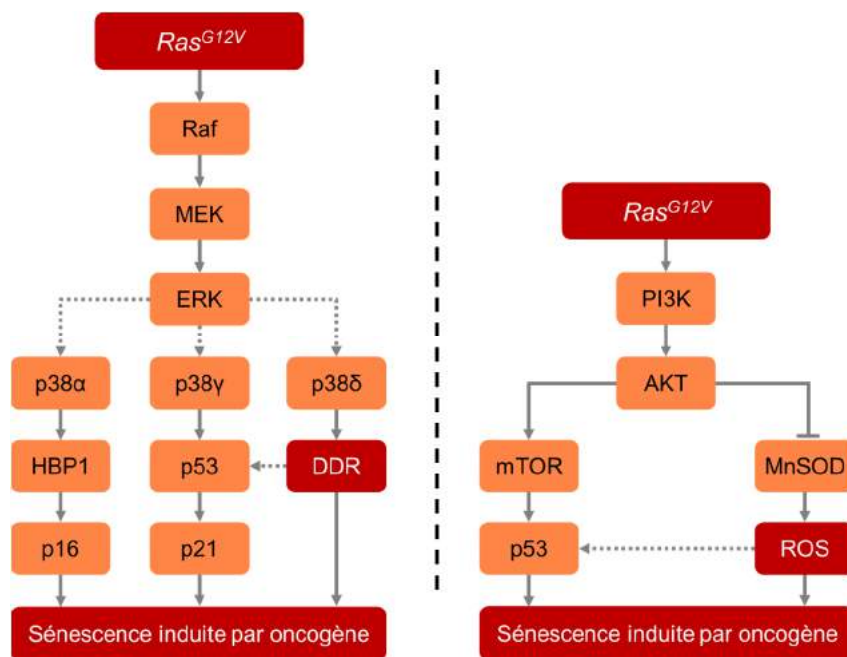 Ras^G12V
Raf
MEK
ERK
p38α p38γ p38δ
HBP1 p53 DDR
p16 p21
Sénescence induite par oncogène
Ras^G12V
PI3K
AKT
mTOR MnSOD
p53 ROS
Sénescence induite par oncogène